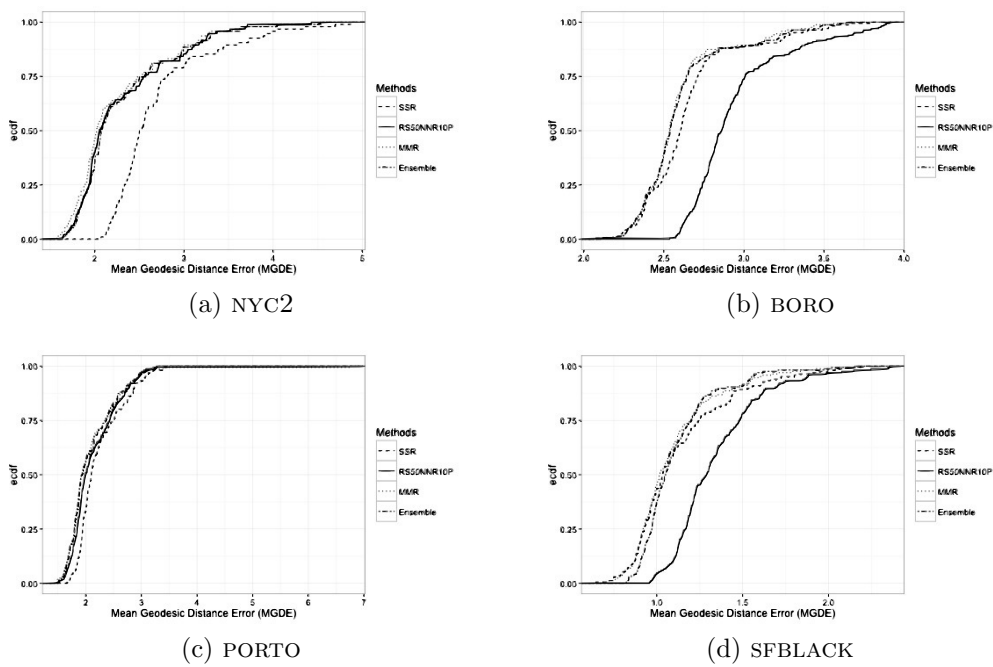 1.00
0.75
0.50
0.25
0.00
ecdf
2
3
4
5
Mean Geodesic Distance Error (MGDE)
Methods
SSR
RS50NNR10P
MMR
Ensemble
(a) NYC2
1.00
0.75
0.50
0.25
0.00
ecdf
2.0
2.5
3.0
3.5
4.0
Mean Geodesic Distance Error (MGDE)
Methods
SSR
RS50NNR10P
MMR
Ensemble
(b) BORO
1.00
0.75
0.50
0.25
0.00
ecdf
2
3
4
5
6
7
Mean Geodesic Distance Error (MGDE)
Methods
SSR
RS50NNR10P
MMR
Ensemble
(c) PORTO
1.00
0.75
0.50
0.25
0.00
ecdf
1.0
1.5
2.0
Mean Geodesic Distance Error (MGDE)
Methods
SSR
RS50NNR10P
MMR
Ensemble
(d) SFBLACK